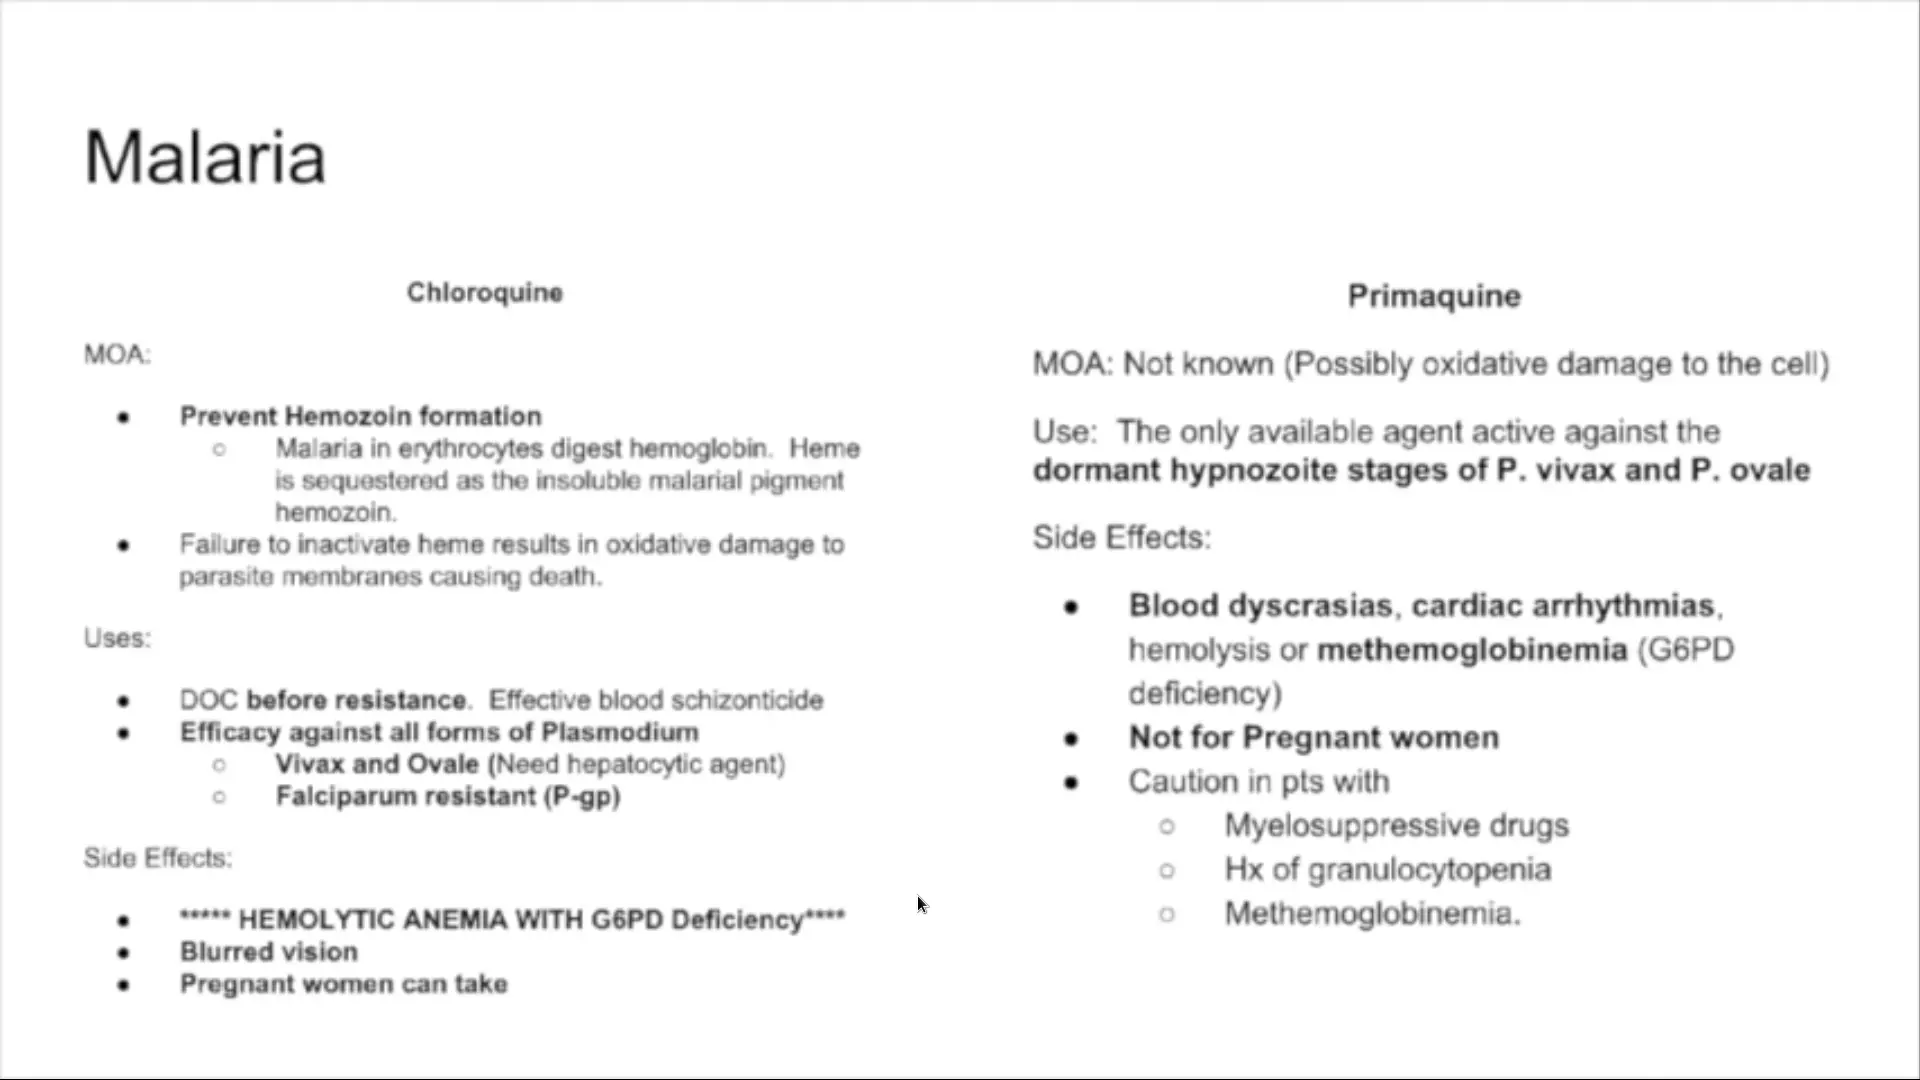 Malaria
Chloroquine
MOA:
● Prevent Hemozoin formation
○ Malaria in erythrocytes digest hemoglobin. Heme
is sequestered as the insoluble malarial pigment
hemozoin.
● Failure to inactivate heme results in oxidative damage to
parasite membranes causing death.
Uses:
● DOC before resistance. Effective blood schizonticide
● Efficacy against all forms of Plasmodium
○ Vivax and Ovale (Need hepatocytic agent)
○ Falciparum resistant (P-gp)
Side Effects:
● ***** HEMOLYTIC ANEMIA WITH G6PD Deficiency****
● Blurred vision
● Pregnant women can take
Primaquine
MOA: Not known (Possibly oxidative damage to the cell)
Use: The only available agent active against the
dormant hypnozoite stages of P. vivax and P. ovale
Side Effects:
● Blood dyscrasias, cardiac arrhythmias,
hemolysis or methemoglobinemia (G6PD
deficiency)
● Not for Pregnant women
● Caution in pts with
○ Myelosuppressive drugs
○ Hx of granulocytopenia
○ Methemoglobinemia.